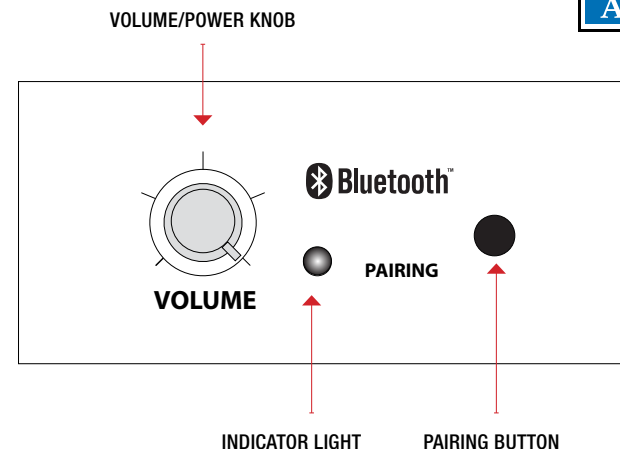 VOLUME/POWER KNOB
A
Bluetooth™
PAIRING
VOLUME
INDICATOR LIGHT
PAIRING BUTTON